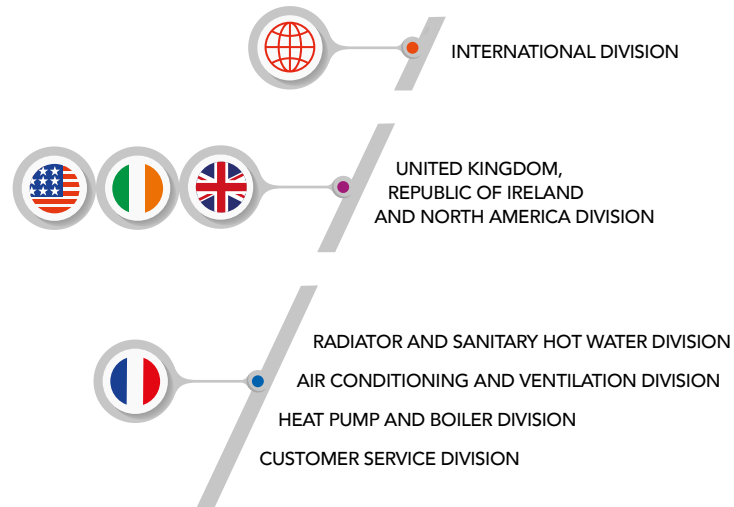 INTERNATIONAL DIVISION
UNITED KINGDOM,
REPUBLIC OF IRELAND
AND NORTH AMERICA DIVISION
RADIATOR AND SANITARY HOT WATER DIVISION
AIR CONDITIONING AND VENTILATION DIVISION
HEAT PUMP AND BOILER DIVISION
CUSTOMER SERVICE DIVISION